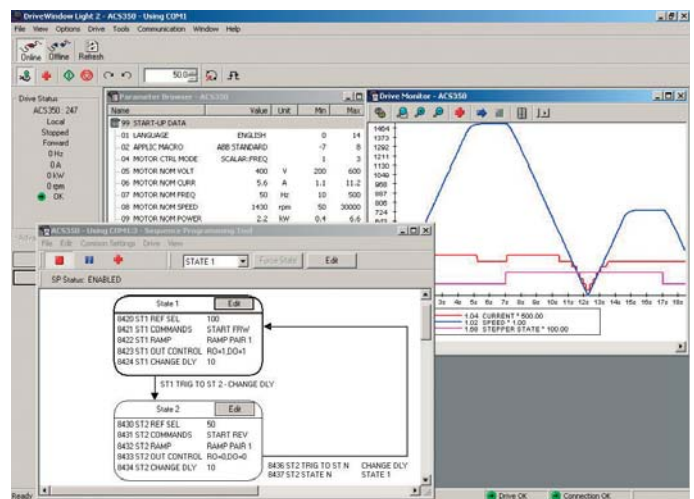 DriveWindow Light 2 - ACS350 - Using COM1
File View Options Drive Tools Communication Window Help
Online Offline Refresh
50.0
Drive Status
ACS350 : 247
Local
Stopped
Forward
0 Hz
0 A
0 rpm
OK
Parameter Browser - ACS350
Name Value Unit Min Max
99 START-UP DATA
01 LANGUAGE ENGLISH 0 14
02 APPLIC MACRO ABB STANDARD -7 8
04 MOTOR CTRL MODE SCALAR:FREQ 1 3
05 MOTOR NOM VOLT 400 V 200 600
06 MOTOR NOM CURR 5.6 A 1.1 11.2
07 MOTOR NOM FREQ 50 Hz 10 500
08 MOTOR NOM SPEED 1430 rpm 50 30000
09 MOTOR NOM POWER 2.2 kW 0.4 6.6
Drive Monitor - ACS350
1454
1373
1292
1211
1130
1049
968
887
806
724
3s 4s 5s 6s 7s 8s 9s 10s 11s 12s 13s 14s 15s 16s 17s 18s
1.04 CURRENT * 500.00
1.02 SPEED * 1.00
1.68 STEPPER STATE * 100.00
ACS350 - Using COM1:3 - Sequence Programming Tool
File Edit Common Settings Drive View
STATE 1 Force State Edit
SP Status: ENABLED
State 1 Edit
8420 ST1 REF SEL 100
8421 ST1 COMMANDS START FRW
8422 ST1 RAMP RAMP PAIR 1
8423 ST1 OUT CONTROL RO=1,DO=1
8424 ST1 CHANGE DLY 10
ST1 TRIG TO ST 2 - CHANGE DLY
State 2 Edit
8430 ST2 REF SEL 50
8431 ST2 COMMANDS START REV
8432 ST2 RAMP RAMP PAIR 1
8433 ST2 OUT CONTROL RO=0,DO=0
8434 ST2 CHANGE DLY 10
8436 ST2 TRIG TO ST N CHANGE DLY
8437 ST2 STATE N STATE 1
Ready Drive OK Connection OK